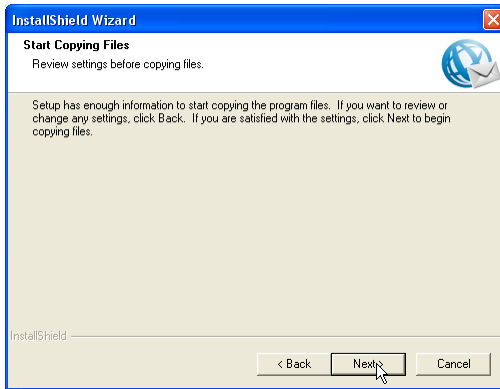 InstallShield Wizard
Start Copying Files
Review settings before copying files.
Setup has enough information to start copying the program files. If you want to review or
change any settings, click Back. If you are satisfied with the settings, click Next to begin
copying files.
InstallShield
< Back Next > Cancel